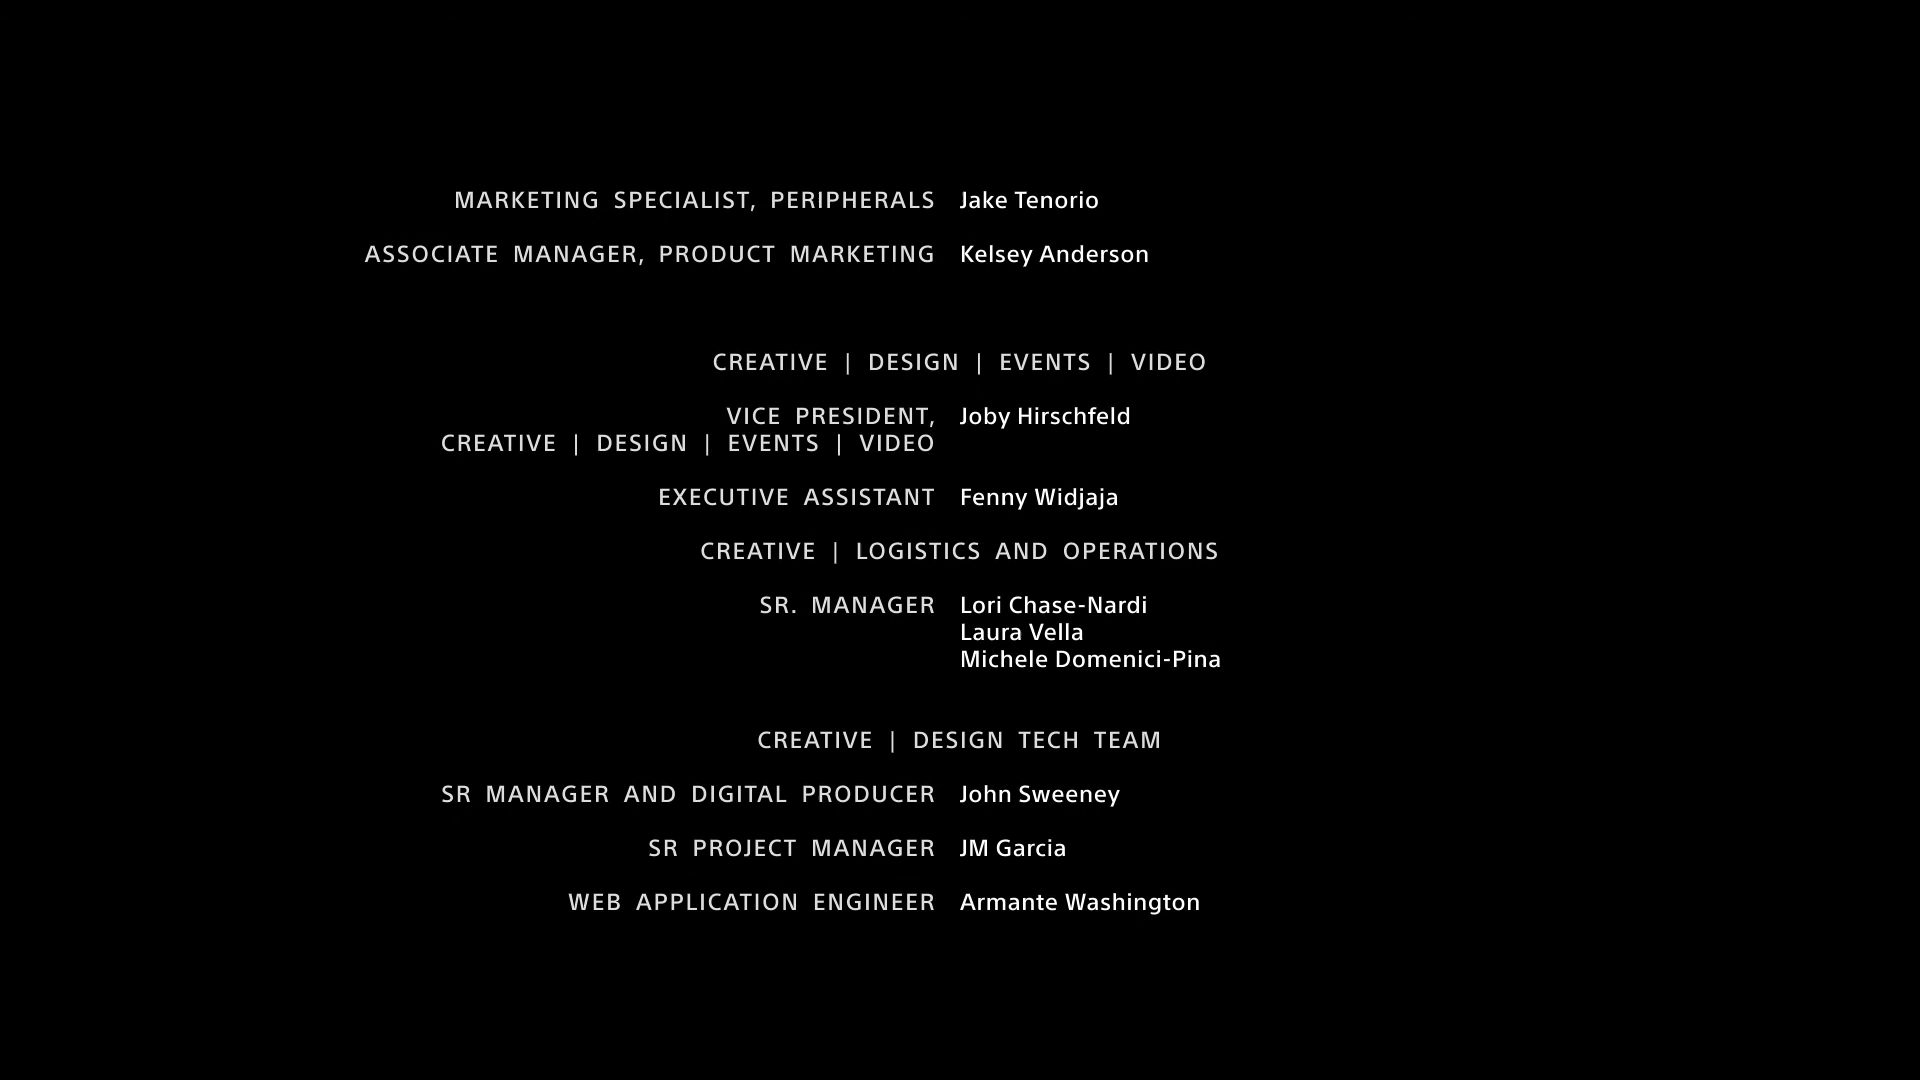 MARKETING SPECIALIST, PERIPHERALS Jake Tenorio
ASSOCIATE MANAGER, PRODUCT MARKETING Kelsey Anderson
CREATIVE | DESIGN | EVENTS | VIDEO
VICE PRESIDENT, Joby Hirschfeld
CREATIVE | DESIGN | EVENTS | VIDEO
EXECUTIVE ASSISTANT Fenny Widjaja
CREATIVE | LOGISTICS AND OPERATIONS
SR. MANAGER Lori Chase-Nardi
Laura Vella
Michele Domenici-Pina
CREATIVE | DESIGN TECH TEAM
SR MANAGER AND DIGITAL PRODUCER John Sweeney
SR PROJECT MANAGER JM Garcia
WEB APPLICATION ENGINEER Armante Washington